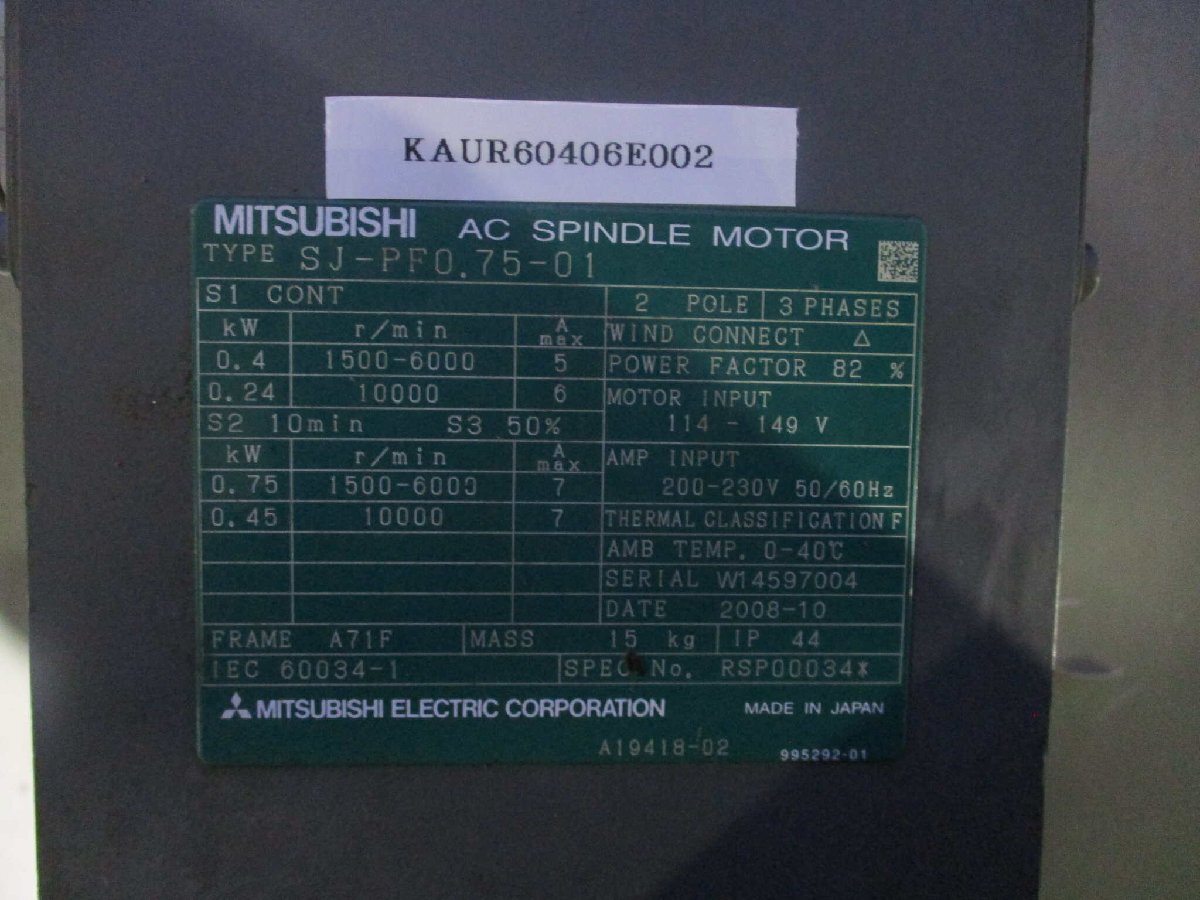 KAUR60406E002
MITSUBISHI AC SPINDLE MOTOR
TYPE SJ-PF0.75-01
S1 CONT
2 POLE 3 PHASES
kW r/min A max
WIND CONNECT △
0.4 1500-6000 5
POWER FACTOR 82 %
0.24 10000 6
MOTOR INPUT
114 - 149 V
S2 10min S3 50%
kW r/min A max
AMP INPUT
200-230V 50/60Hz
0.75 1500-6000 7
0.45 10000 7
THERMAL CLASSIFICATION F
AMB TEMP. 0-40℃
SERIAL W14597004
DATE 2008-10
FRAME A71F MASS 15 kg IP 44
IEC 60034-1 SPEC No. RSP00034*
MITSUBISHI ELECTRIC CORPORATION MADE IN JAPAN
A19418-02 995292-01